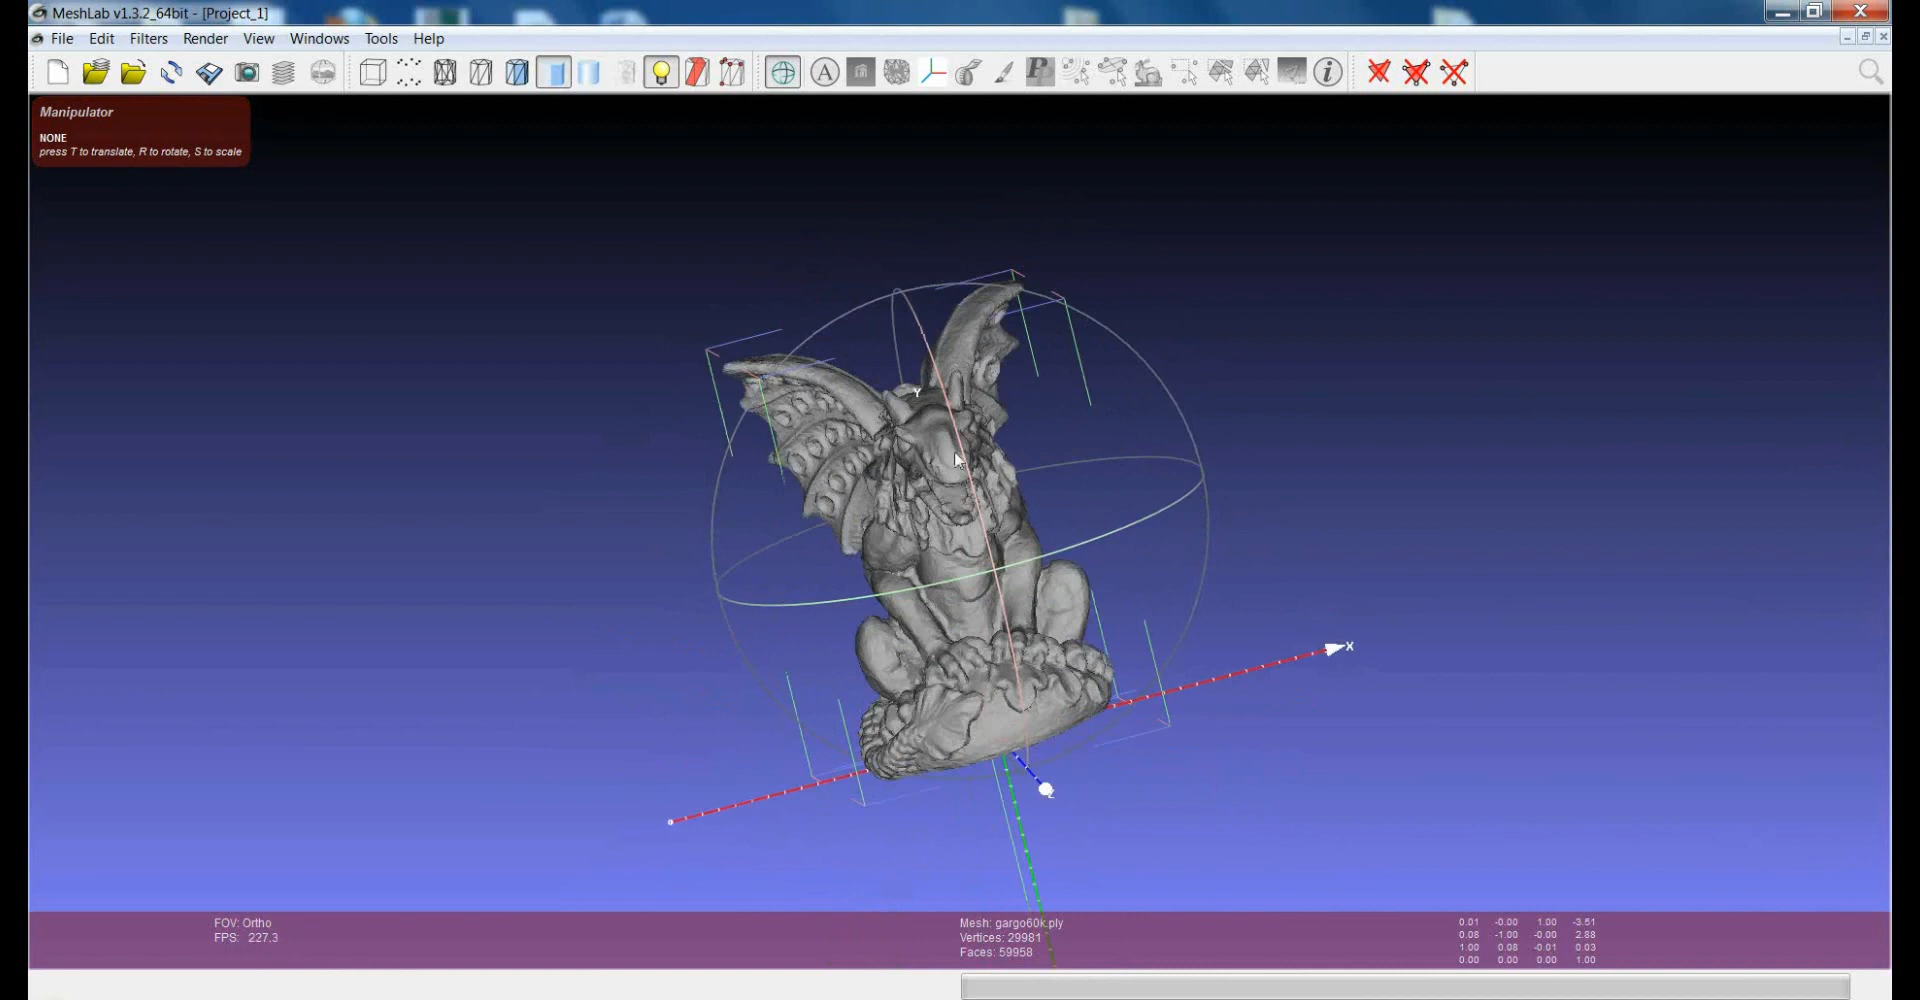 MeshLab v1.3.2_64bit - [Project_1]
File Edit Filters Render View Windows Tools Help
A P i
Manipulator
NONE
press T to translate, R to rotate, S to scale
Y
X
Z
FOV: Ortho
FPS: 227.3
Mesh: gargo60k.ply
Vertices: 29981
Faces: 59958
0.01 -0.00 1.00 -3.51
0.08 -1.00 -0.00 2.88
1.00 0.08 -0.01 0.03
0.00 0.00 0.00 1.00